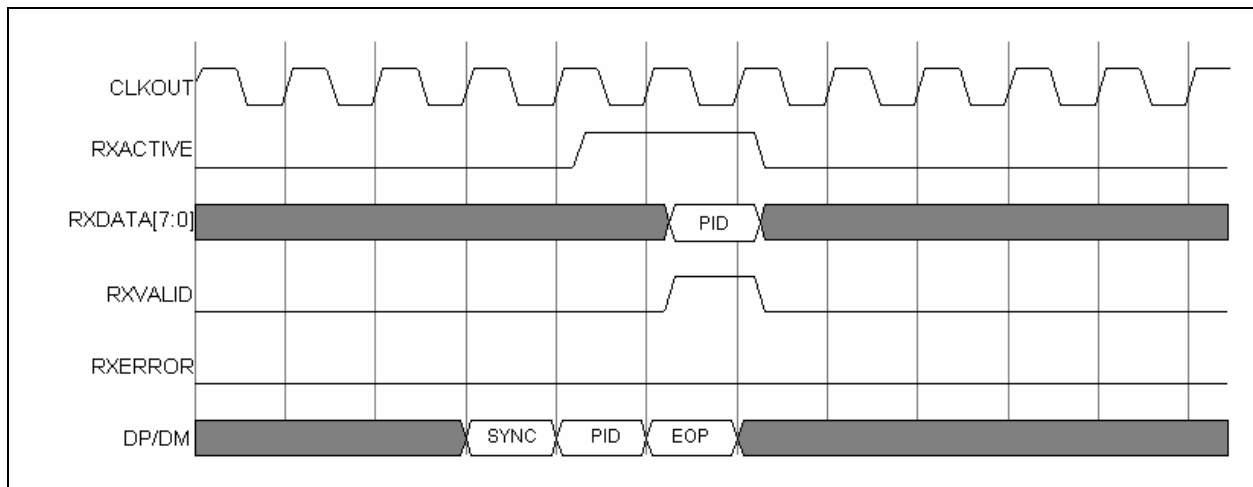 CLKOUT
RXACTIVE
RXDATA[7:0]
PID
RXVALID
RXERROR
DP/DM
SYNC
PID
EOP